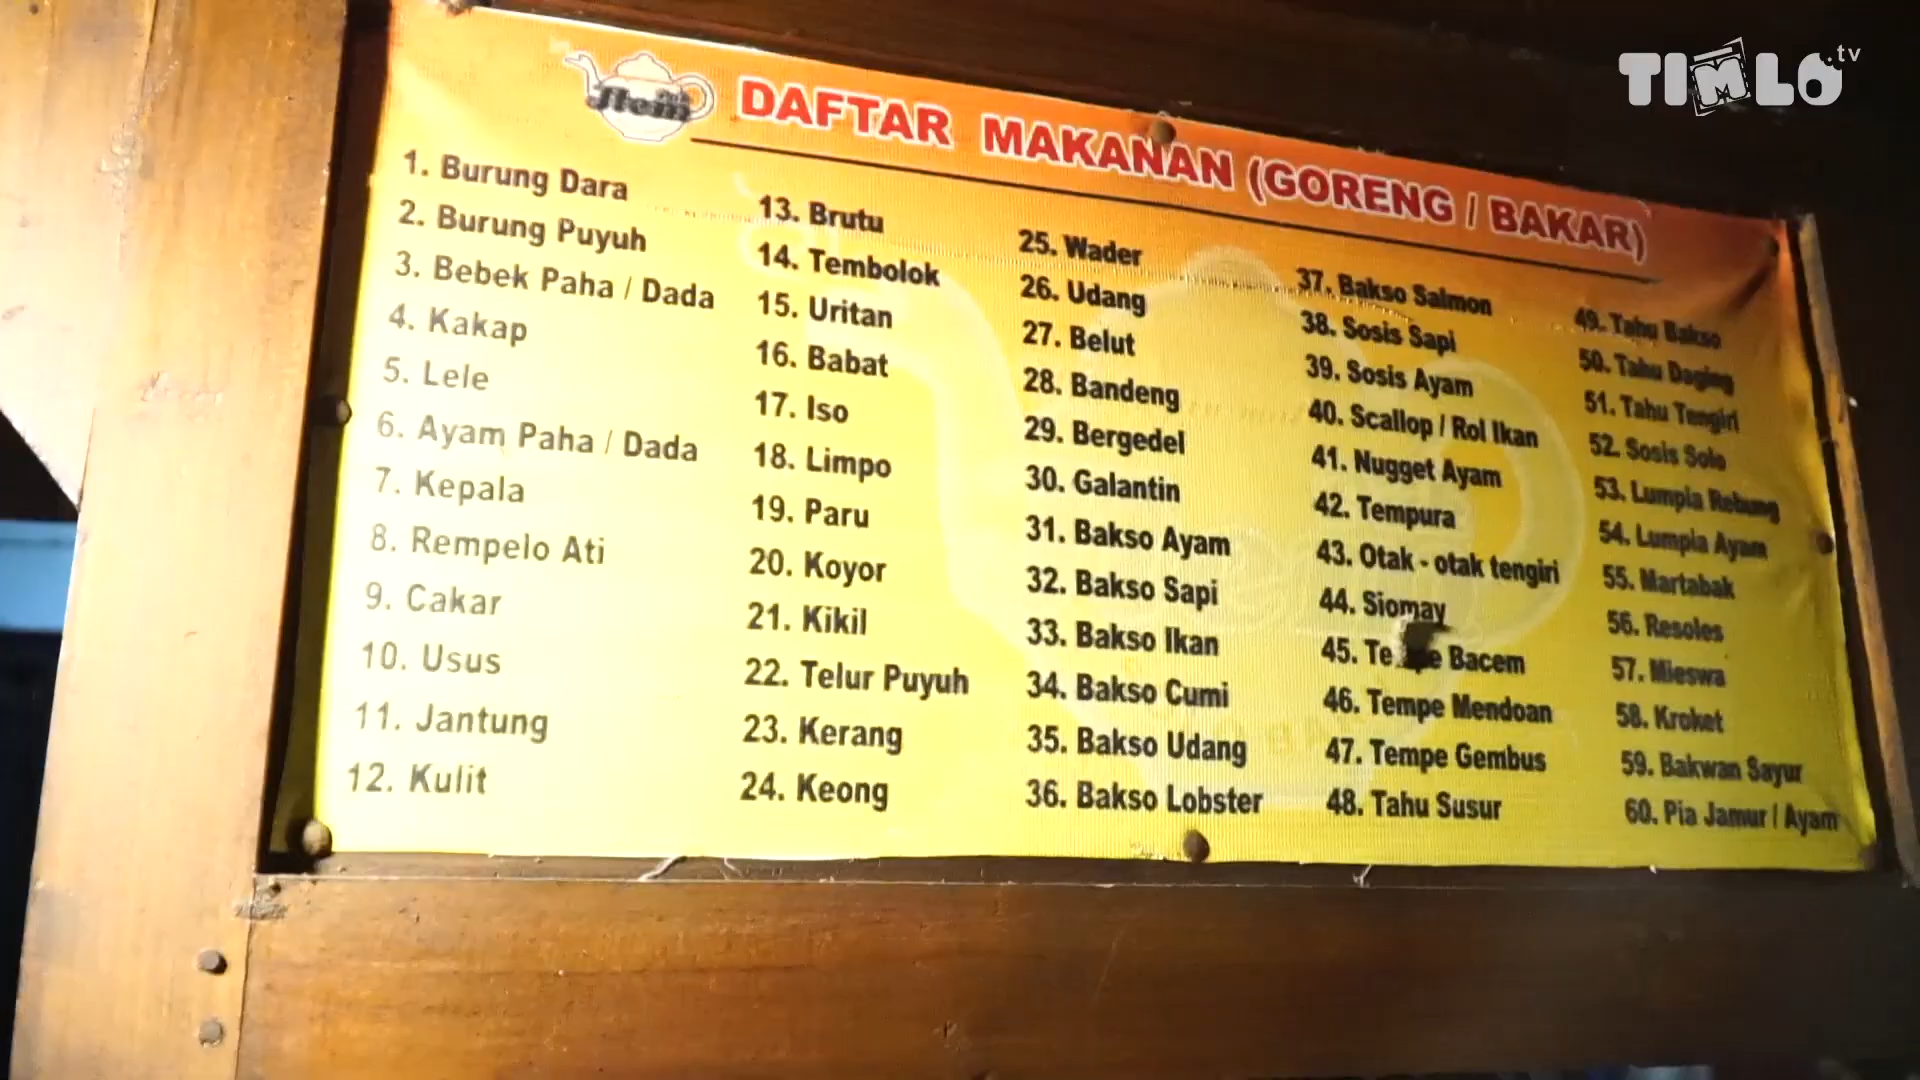 TIMLO.tv
DAFTAR MAKANAN (GORENG / BAKAR)
1. Burung Dara
2. Burung Puyuh
3. Bebek Paha / Dada
4. Kakap
5. Lele
6. Ayam Paha / Dada
7. Kepala
8. Rempelo Ati
9. Cakar
10. Usus
11. Jantung
12. Kulit
13. Brutu
14. Tembolok
15. Uritan
16. Babat
17. Iso
18. Limpo
19. Paru
20. Koyor
21. Kikil
22. Telur Puyuh
23. Kerang
24. Keong
25. Wader
26. Udang
27. Belut
28. Bandeng
29. Bergedel
30. Galantin
31. Bakso Ayam
32. Bakso Sapi
33. Bakso Ikan
34. Bakso Cumi
35. Bakso Udang
36. Bakso Lobster
37. Bakso Salmon
38. Sosis Sapi
39. Sosis Ayam
40. Scallop / Rol Ikan
41. Nugget Ayam
42. Tempura
43. Otak - otak tengiri
44. Siomay
45. Bacem
46. Tempe Mendoan
47. Tempe Gembus
48. Tahu Susur
49. Tahu Bakso
50. Tahu Daging
51. Tahu Tengiri
52. Sosis Solo
53. Lumpia Rebung
54. Lumpia Ayam
55. Martabak
56. Resoles
57. Mieswa
58. Kroket
59. Bakwan Sayur
60. Pia Jamur / Ayam